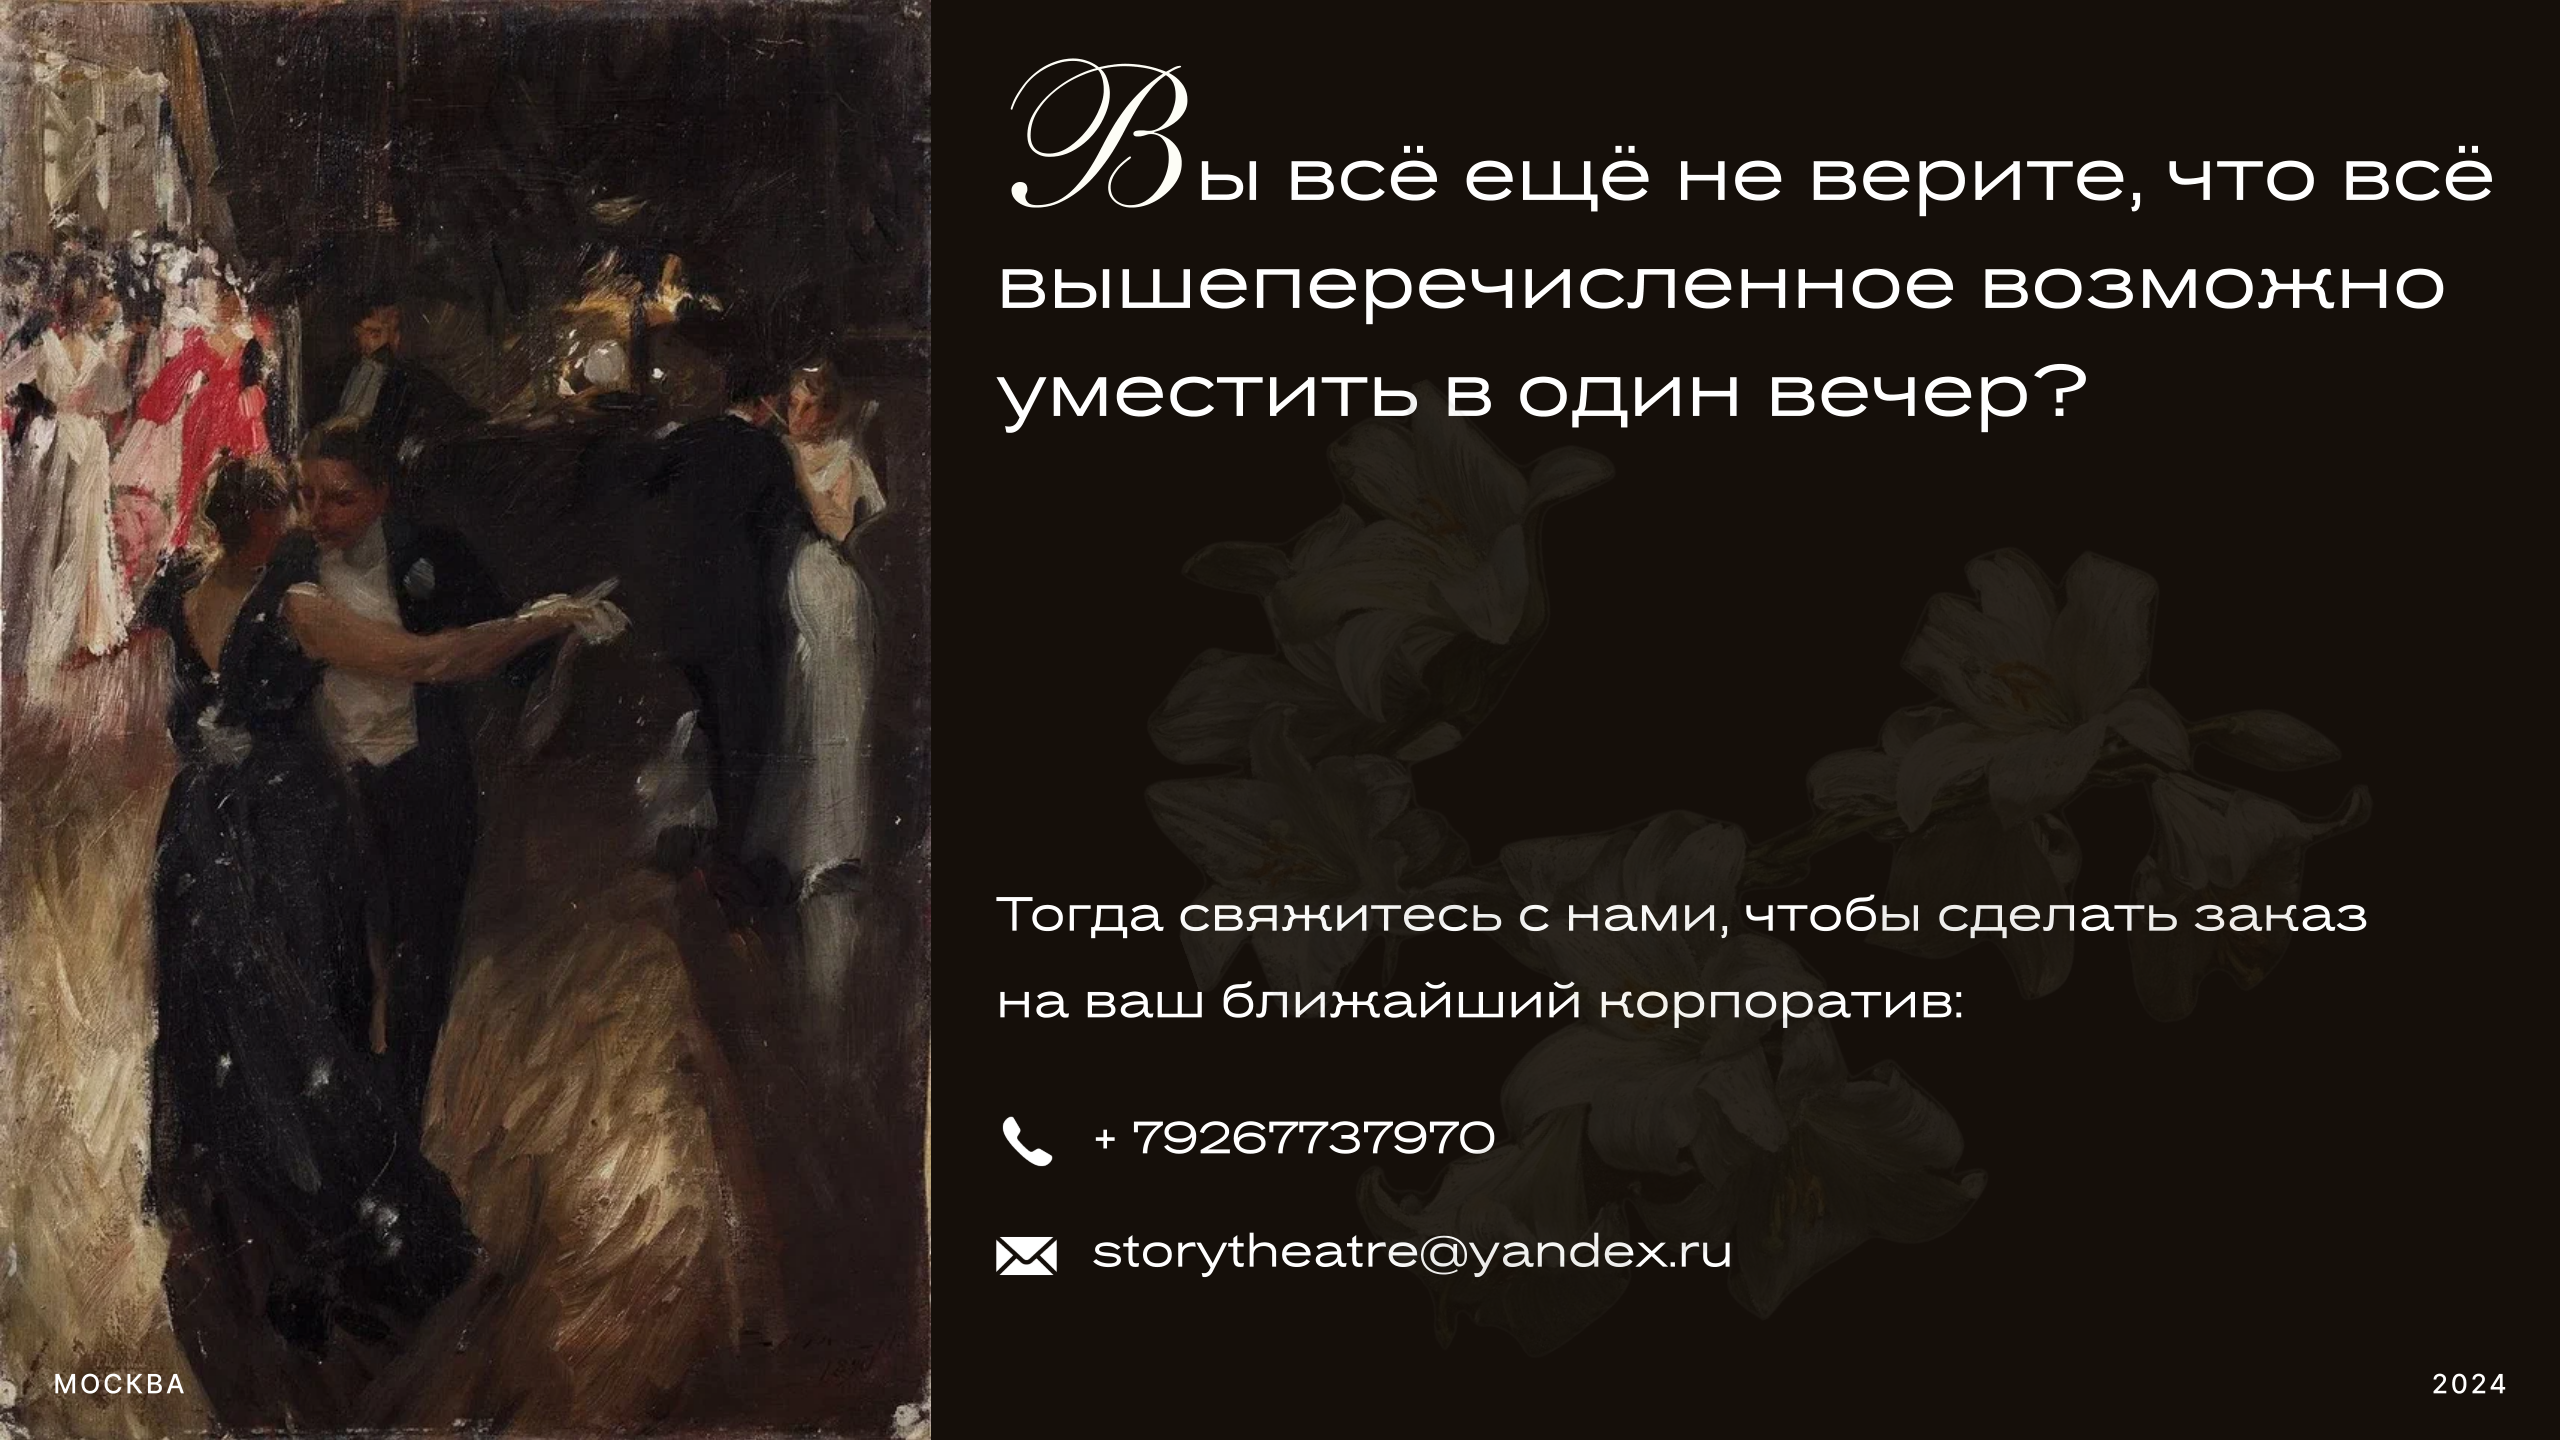 Вы всё ещё не верите, что всё
вышеперечисленное возможно
уместить в один вечер?
Тогда свяжитесь с нами, чтобы сделать заказ
на ваш ближайший корпоратив:
+ 79267737970
storytheatre@yandex.ru
МОСКВА
2024